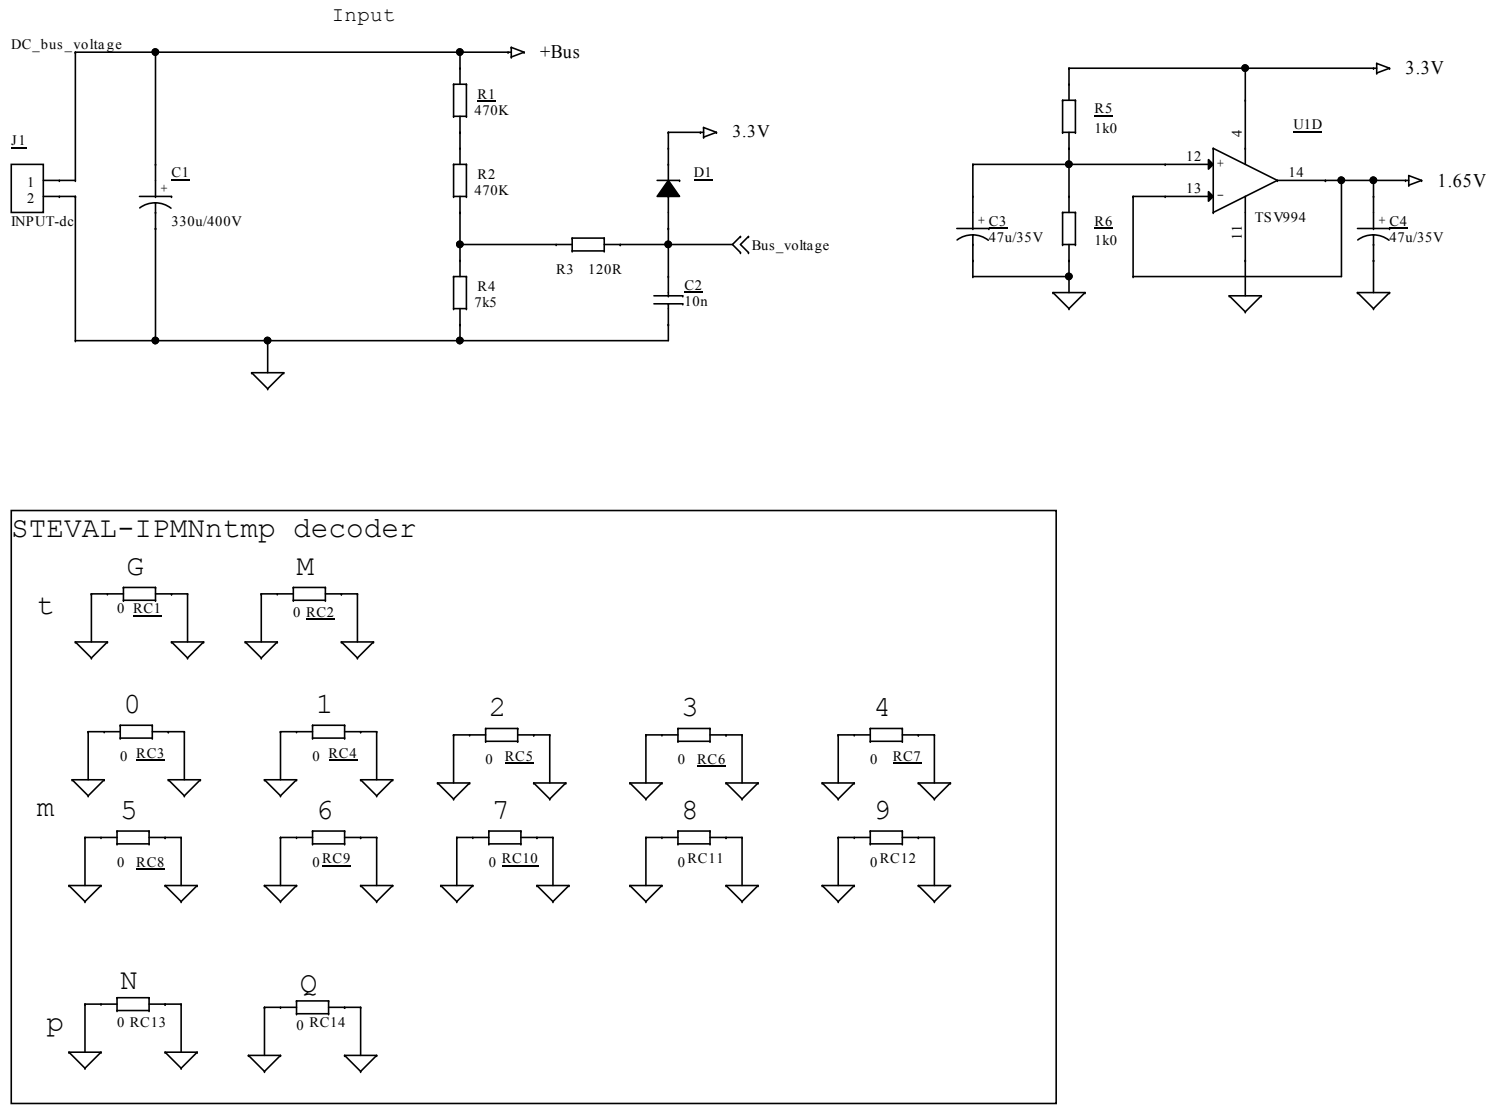 Input
DC_bus_voltage
+Bus
R1
470K
J1
1
2
INPUT-dc
C1
+
330u/400V
R2
470K
3.3V
D1
R3 120R
Bus_voltage
R4
7k5
C2
10n
3.3V
R5
1k0
U1D
4
12
+
13
−
14
11
TSV994
1.65V
+ C3
47u/35V
R6
1k0
+ C4
47u/35V
STEVAL-IPMNntmp decoder
G M
t
0 RC1
0 RC2
0 1 2 3 4
0 RC3
0 RC4
0 RC5
0 RC6
0 RC7
m
5 6 7 8 9
0 RC8
0 RC9
0 RC10
0 RC11
0 RC12
N Q
p
0 RC13
0 RC14